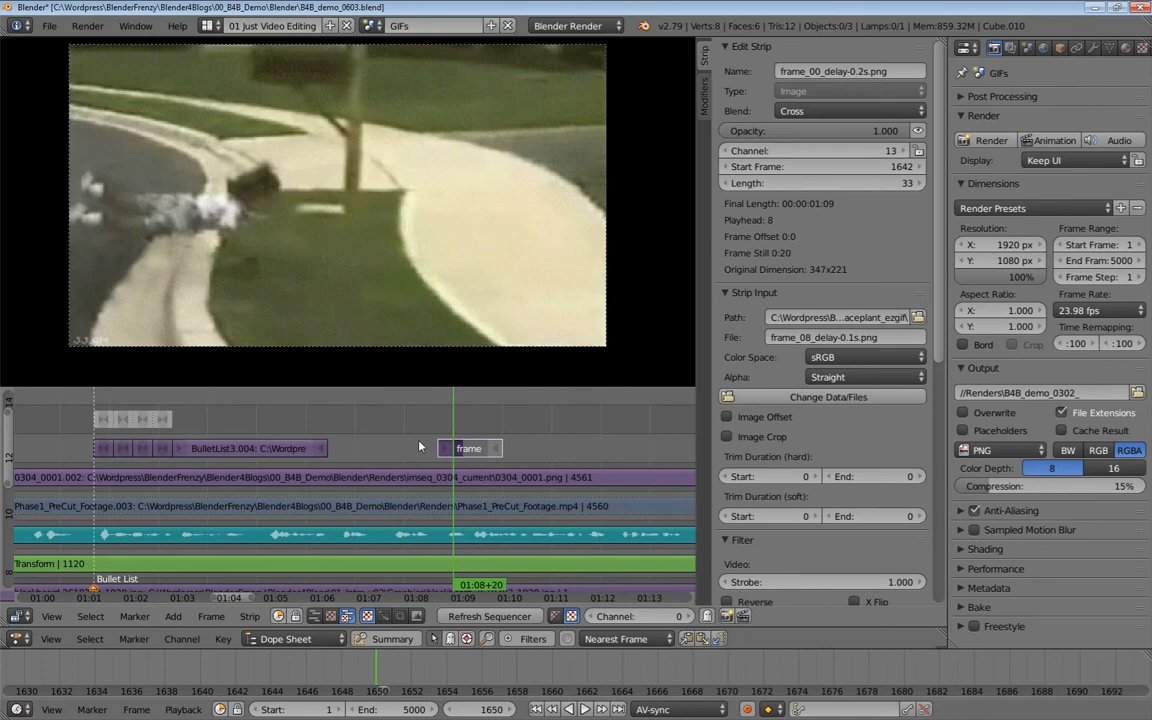 Blender* [C:\Wordpress\BlenderFrenzy\Blender4Blogs\00_B4B_Demo\Blender\B4B_demo_0603.blend]
File Render Window Help 01 Just Video Editing GIFs Blender Render v2.79 | Verts:8 | Faces:6 | Tris:12 | Objects:0/3 | Lamps:0/1 | Mem:859.32M | Cube.010
Strip
Modifiers
Edit Strip
Name: frame_00_delay-0.2s.png
Type: Image
Blend: Cross
Opacity: 1.000
Channel: 13
Start Frame: 1642
Length: 33
Final Length: 00:00:01:09
Playhead: 8
Frame Offset 0:0
Frame Still 0:20
Original Dimension: 347x221
Strip Input
Path: C:\Wordpress\B...aceplant_ezgif\
File: frame_08_delay-0.1s.png
Color Space: sRGB
Alpha: Straight
Change Data/Files
Image Offset
Image Crop
Trim Duration (hard):
Start: 0 End: 0
Trim Duration (soft):
Start: 0 End: 0
Filter
Video:
Strobe: 1.000
Reverse X Flip
GIFs
Post Processing
Render
Render Animation Audio
Display: Keep UI
Dimensions
Render Presets
Resolution: Frame Range:
X: 1920 px Start Frame: 1
Y: 1080 px End Fram:5000
100% Frame Step: 1
Aspect Ratio: Frame Rate:
X: 1.000 23.98 fps
Y: 1.000 Time Remapping:
Bord Crop :100 :100
Output
//Renders\B4B_demo_0302_
Overwrite File Extensions
Placeholders Cache Result
PNG BW RGB RGBA
Color Depth: 8 16
Compression: 15%
Anti-Aliasing
Sampled Motion Blur
Shading
Performance
Metadata
Bake
Freestyle
14
12
10
8
BulletList3.004: C:\Wordpre frame
0304_0001.002: C:\Wordpress\BlenderFrenzy\Blender4Blogs\00_B4B_Demo\Blender\Renders\imseq_0304_current\0304_0001.png | 4561
Phase1_PreCut_Footage.003: C:\Wordpress\BlenderFrenzy\Blender4Blogs\00_B4B_Demo\Blender\Renders\Phase1_PreCut_Footage.mp4 | 4560
Transform | 1120
Bullet List
01:08+20
01:00 01:01 01:02 01:03 01:04 01:05 01:06 01:07 01:08 01:09 01:10 01:11 01:12 01:13
View Select Marker Add Frame Strip Refresh Sequencer Channel: 0
View Select Marker Channel Key Dope Sheet Summary Filters Nearest Frame
1630 1632 1634 1636 1638 1640 1642 1644 1646 1648 1650 1652 1654 1656 1658 1660 1662 1664 1666 1668 1670 1672 1674 1676 1678 1680 1682 1684 1686 1688 1690 1692
View Marker Frame Playback Start: 1 End: 5000 1650 AV-sync